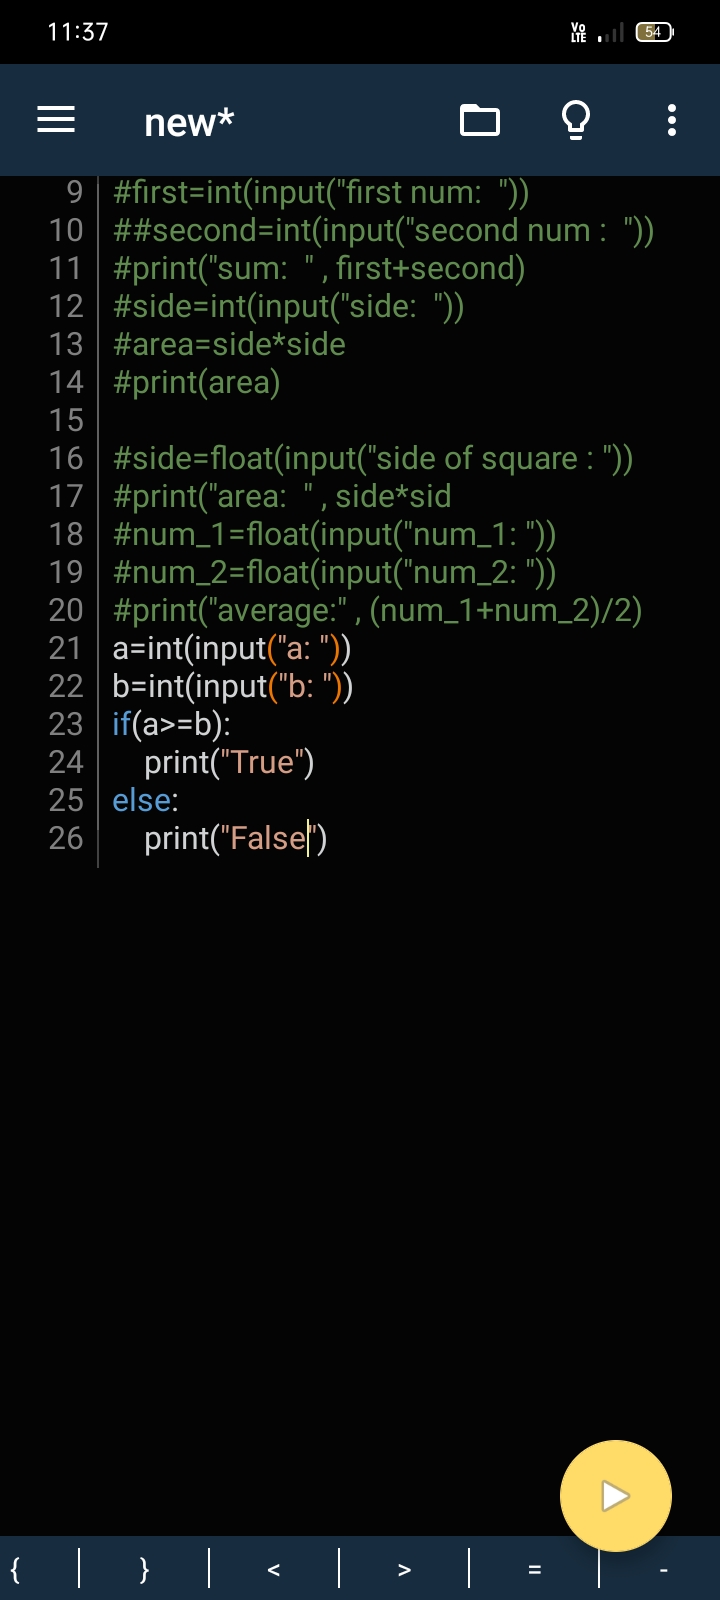 11:37 Vo LTE 54
new*
9 #first=int(input("first num:  "))
10 ##second=int(input("second num :  "))
11 #print("sum:  " , first+second)
12 #side=int(input("side:  "))
13 #area=side*side
14 #print(area)
15
16 #side=float(input("side of square : "))
17 #print("area:  " , side*sid
18 #num_1=float(input("num_1: "))
19 #num_2=float(input("num_2: "))
20 #print("average:" , (num_1+num_2)/2)
21 a=int(input("a: "))
22 b=int(input("b: "))
23 if(a>=b):
24     print("True")
25 else:
26     print("False")
{ } < > = -